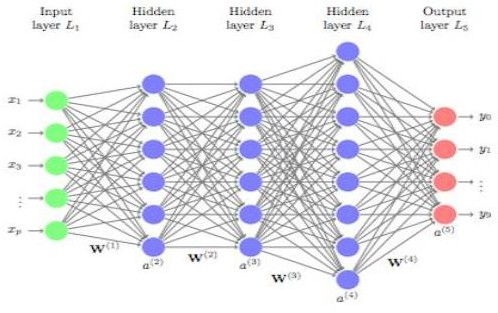 Input layer L₁
Hidden layer L₂
Hidden layer L₃
Hidden layer L₄
Output layer L₅
x₁
x₂
x₃
⋮
xₚ
W⁽¹⁾
a⁽²⁾
W⁽²⁾
a⁽³⁾
W⁽³⁾
a⁽⁴⁾
W⁽⁴⁾
a⁽⁵⁾
y₀
y₁
⋮
y₉